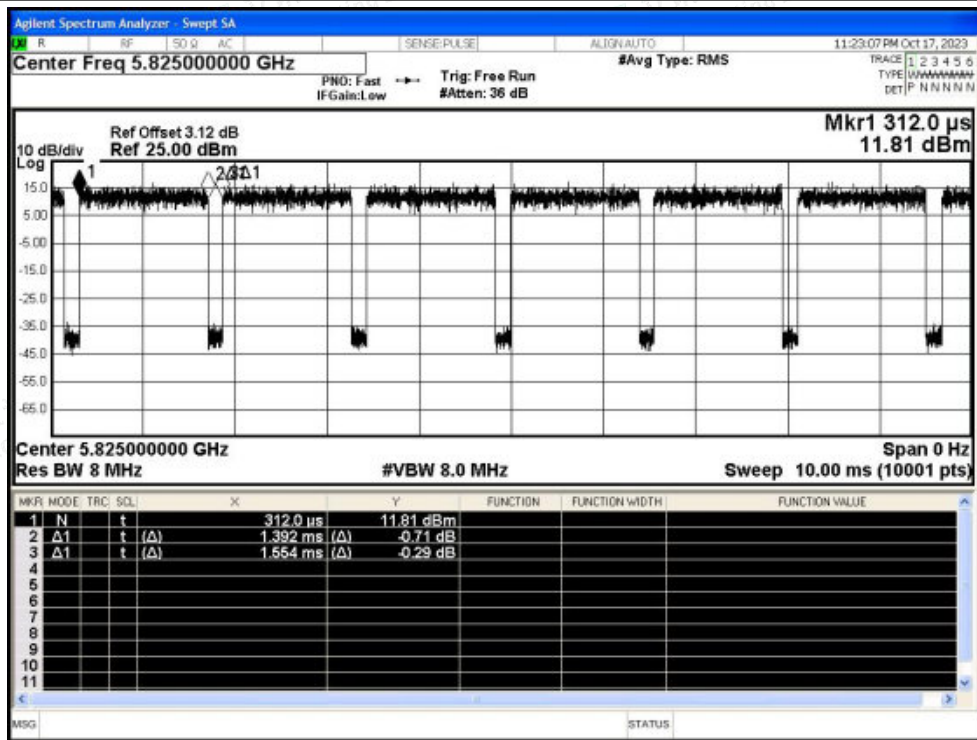 Agilent Spectrum Analyzer - Swept SA
R RF 50 Ω AC SENSE:PULSE ALIGN AUTO 11:23:07 PM Oct 17, 2023
Center Freq 5.825000000 GHz #Avg Type: RMS TRACE 1 2 3 4 5 6
PNO: Fast Trig: Free Run TYPE WWWWWW
IFGain:Low #Atten: 36 dB DET P N N N N N
Mkr1 312.0 µs
Ref Offset 3.12 dB
10 dB/div Ref 25.00 dBm 11.81 dBm
Log
1
15.0
5.00
-5.00
-15.0
-25.0
-35.0
-45.0
-55.0
-65.0
Center 5.825000000 GHz Span 0 Hz
Res BW 8 MHz #VBW 8.0 MHz Sweep 10.00 ms (10001 pts)
MKR MODE TRC SCL X Y FUNCTION FUNCTION WIDTH FUNCTION VALUE
1 N t 312.0 µs 11.81 dBm
2 Δ1 t (Δ) 1.392 ms (Δ) -0.71 dB
3 Δ1 t (Δ) 1.554 ms (Δ) -0.29 dB
4
5
6
7
8
9
10
11
MSG STATUS